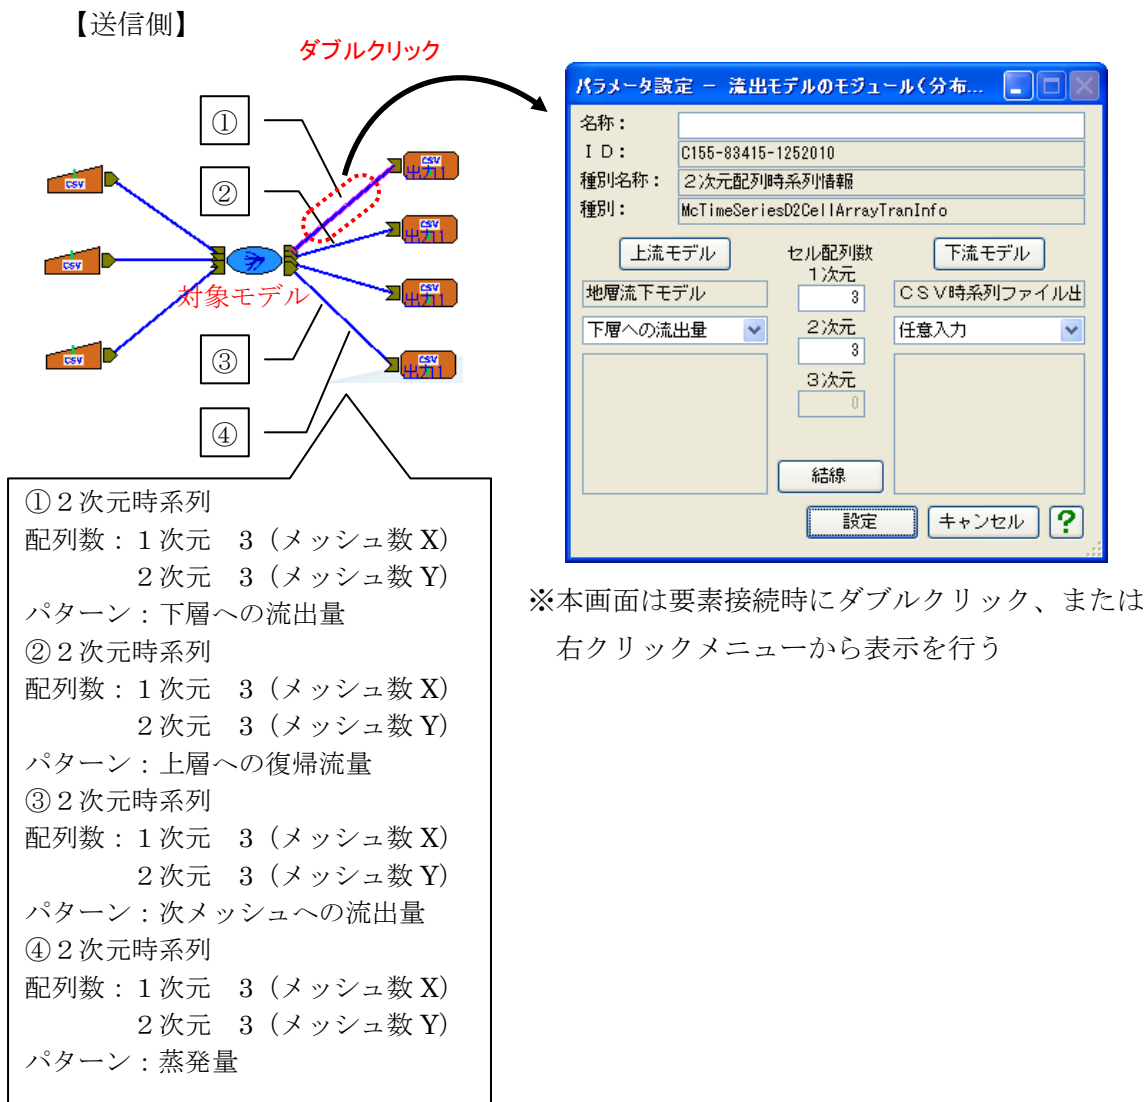 【送信側】
ダブルクリック
①
②
③
④
CSV
CSV
CSV
対象モデル
CSV
出力1
CSV
出力1
CSV
出力1
CSV
出力1
パラメータ設定 － 流出モデルのモジュール(分布...
名称：
ＩＤ： C155-83415-1252010
種別名称： ２次元配列時系列情報
種別： McTimeSeriesD2CellArrayTranInfo
上流モデル セル配列数 下流モデル
１次元
地層流下モデル 3 ＣＳＶ時系列ファイル出
下層への流出量 ２次元 任意入力
3
３次元
0
結線
設定 キャンセル ?
①２次元時系列
配列数：１次元　3（メッシュ数 X）
２次元　3（メッシュ数 Y）
パターン：下層への流出量
②２次元時系列
配列数：１次元　3（メッシュ数 X）
２次元　3（メッシュ数 Y）
パターン：上層への復帰流量
③２次元時系列
配列数：１次元　3（メッシュ数 X）
２次元　3（メッシュ数 Y）
パターン：次メッシュへの流出量
④２次元時系列
配列数：１次元　3（メッシュ数 X）
２次元　3（メッシュ数 Y）
パターン：蒸発量
※本画面は要素接続時にダブルクリック、または
右クリックメニューから表示を行う